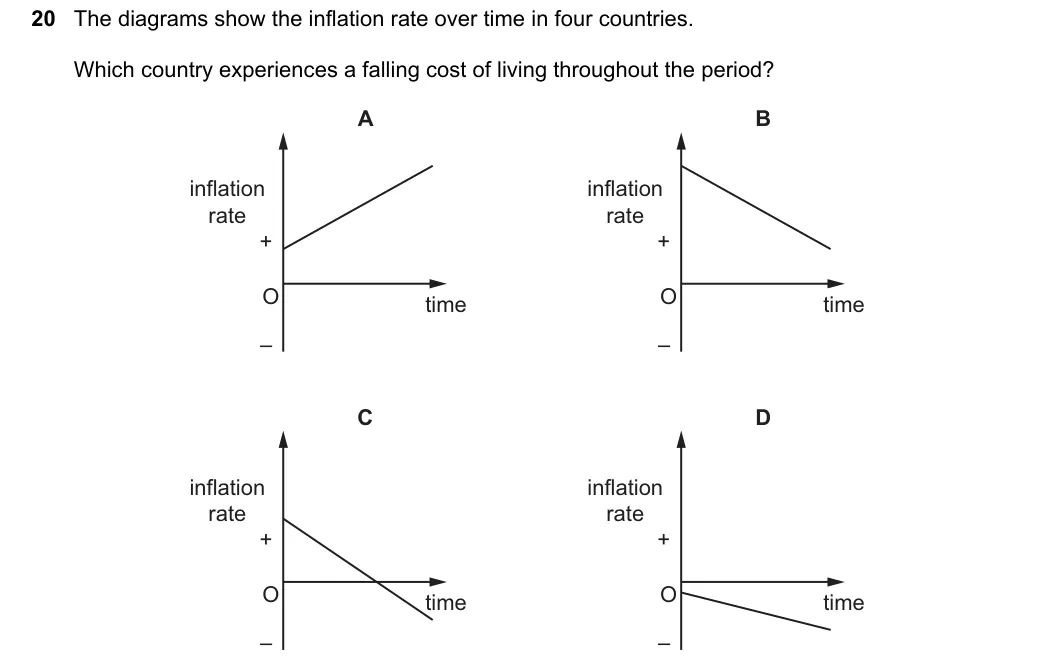 20 The diagrams show the inflation rate over time in four countries.
Which country experiences a falling cost of living throughout the period?
A
inflation
rate
+
O
–
time
B
inflation
rate
+
O
–
time
C
inflation
rate
+
O
–
time
D
inflation
rate
+
O
–
time